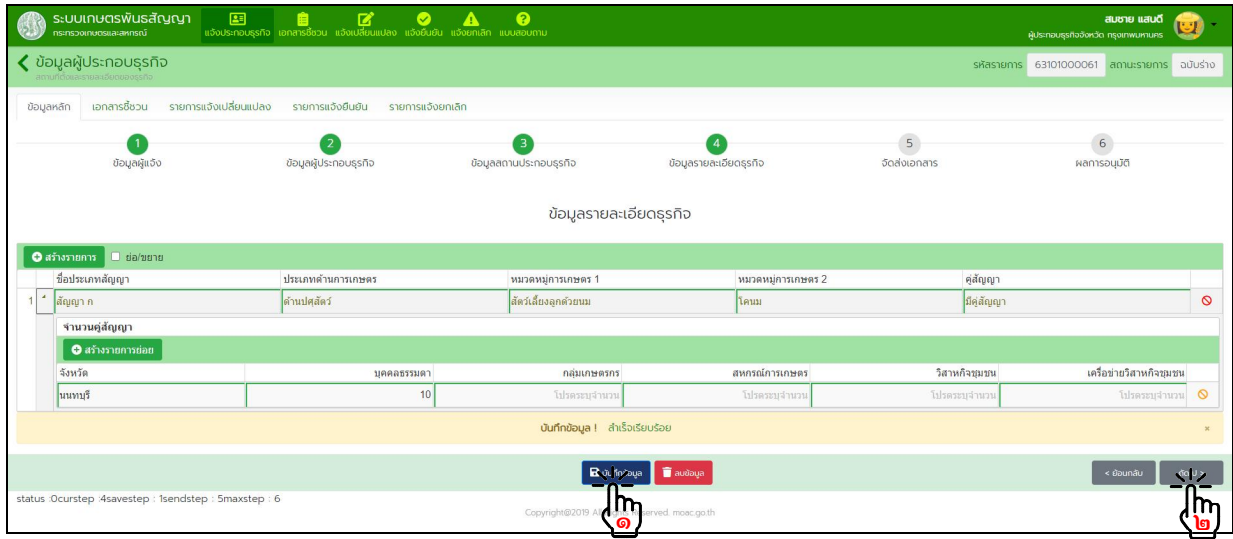 ระบบเกษตรพันธสัญญา
กระทรวงเกษตรและสหกรณ์
แจ้งประกอบธุรกิจ เอกสารชี้ชวน แจ้งเปลี่ยนแปลง แจ้งยืนยัน แจ้งยกเลิก แบบสอบถาม
สมชาย แสนดี
ผู้ประกอบธุรกิจจังหวัด กรุงเทพมหานคร
ข้อมูลผู้ประกอบธุรกิจ
สถานที่ตั้งและรายละเอียดของธุรกิจ
รหัสรายการ 63101000061 สถานะรายการ ฉบับร่าง
ข้อมูลหลัก เอกสารชี้ชวน รายการแจ้งเปลี่ยนแปลง รายการแจ้งยืนยัน รายการแจ้งยกเลิก
1 2 3 4 5 6
ข้อมูลผู้แจ้ง ข้อมูลผู้ประกอบธุรกิจ ข้อมูลสถานประกอบธุรกิจ ข้อมูลรายละเอียดธุรกิจ จัดส่งเอกสาร ผลการอนุมัติ
ข้อมูลรายละเอียดธุรกิจ
สร้างรายการ ย่อ/ขยาย
ชื่อประเภทสัญญา ประเภทด้านการเกษตร หมวดหมู่การเกษตร 1 หมวดหมู่การเกษตร 2 คู่สัญญา
1 สัญญา ก ด้านปศุสัตว์ สัตว์เลี้ยงลูกด้วยนม โคนม มีคู่สัญญา
จำนวนคู่สัญญา
สร้างรายการย่อย
จังหวัด บุคคลธรรมดา กลุ่มเกษตรกร สหกรณ์การเกษตร วิสาหกิจชุมชน เครือข่ายวิสาหกิจชุมชน
นนทบุรี 10 โปรดระบุจำนวน โปรดระบุจำนวน โปรดระบุจำนวน โปรดระบุจำนวน
บันทึกข้อมูล ! สำเร็จเรียบร้อย ×
บันทึกข้อมูล ลบข้อมูล < ย้อนกลับ ถัดไป >
status :0curstep :4savestep : 1sendstep : 5maxstep : 6
Copyright@2019 All Rights Reserved. moac.go.th
๑ ๒